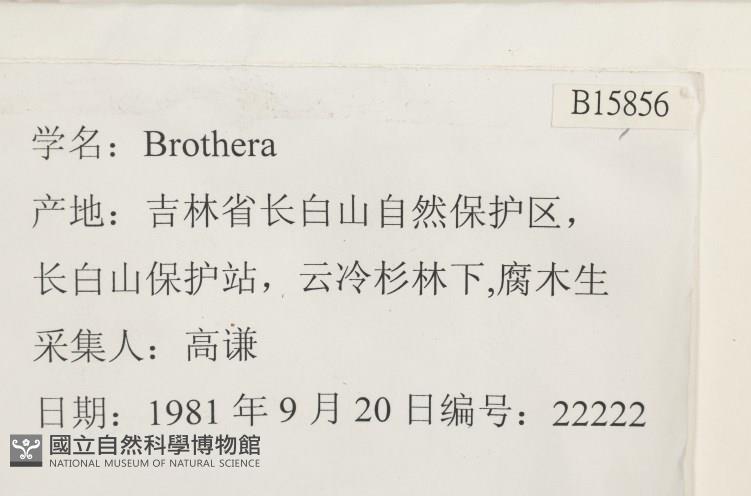 B15856
学名：Brothera
产地：吉林省长白山自然保护区，
长白山保护站，云冷杉林下,腐木生
采集人：高谦
日期：1981 年 9 月 20 日编号：22222
國立自然科學博物館
NATIONAL MUSEUM OF NATURAL SCIENCE